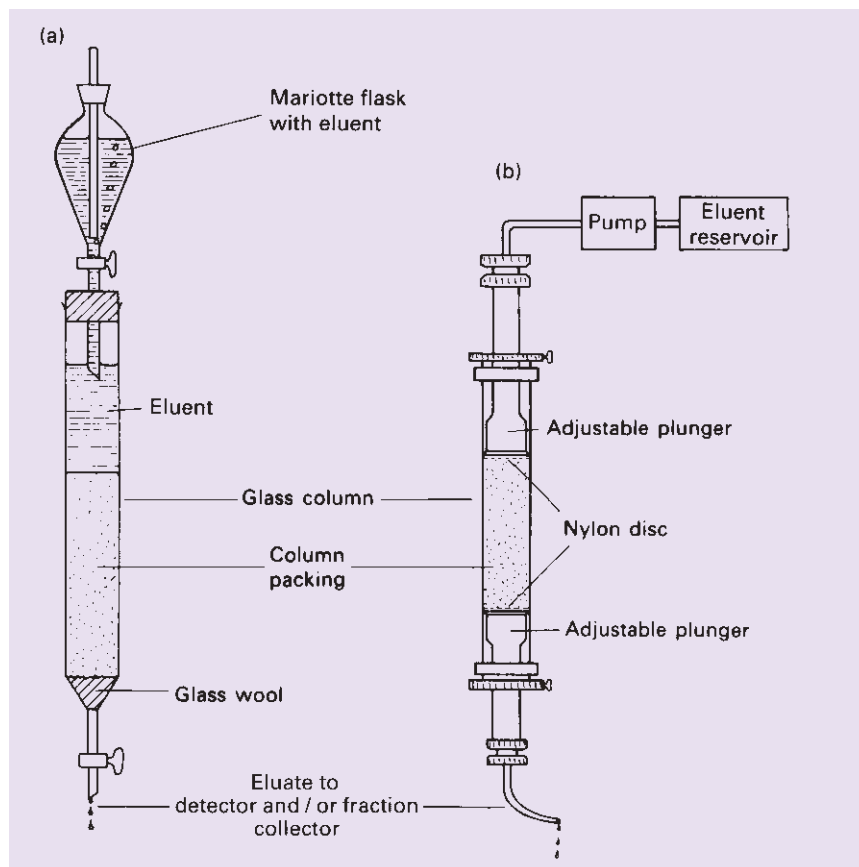 (a)
Mariotte flask
with eluent
(b)
Pump
Eluent
reservoir
Eluent
Adjustable plunger
Glass column
Nylon disc
Column
packing
Adjustable plunger
Glass wool
Eluate to
detector and / or fraction
collector